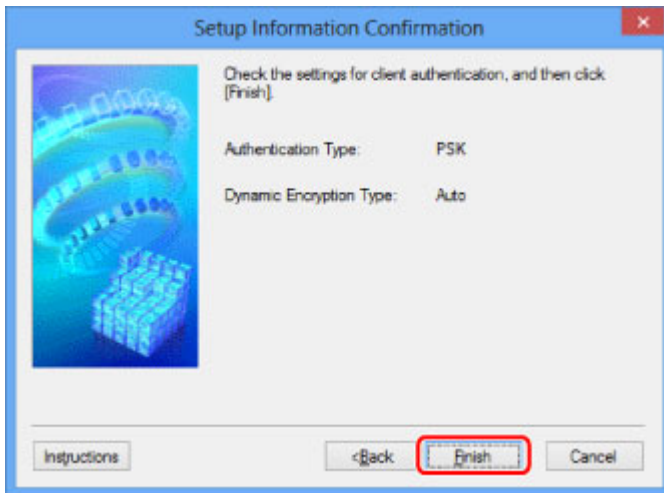 Setup Information Confirmation
Check the settings for client authentication, and then click
[Finish].
Authentication Type: PSK
Dynamic Encryption Type: Auto
Instructions <Back Finish Cancel